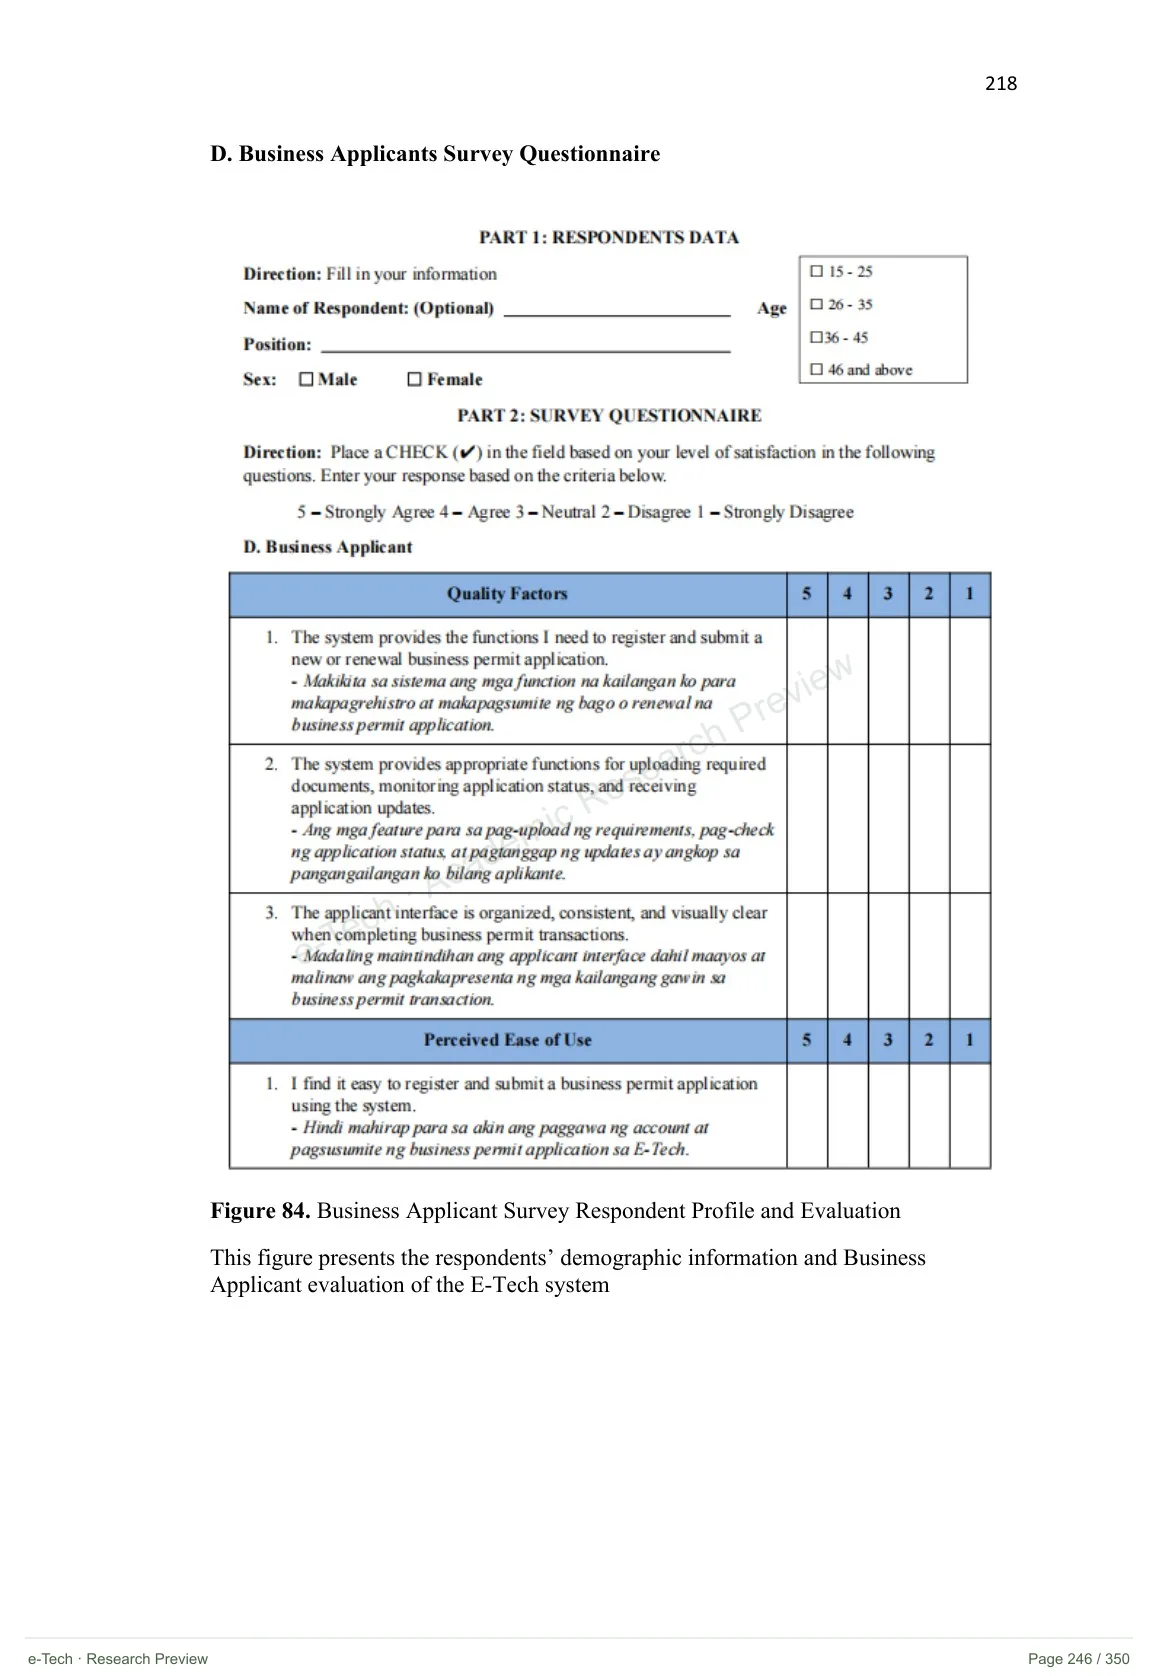 218
D. Business Applicants Survey Questionnaire
PART 1: RESPONDENTS DATA
Direction: Fill in your information
Name of Respondent: (Optional) ____________________
Position: ____________________
Sex: ☐ Male ☐ Female
Age
☐ 15 - 25
☐ 26 - 35
☐36 - 45
☐ 46 and above
PART 2: SURVEY QUESTIONNAIRE
Direction: Place a CHECK (✔) in the field based on your level of satisfaction in the following
questions. Enter your response based on the criteria below.
5 – Strongly Agree 4 – Agree 3 – Neutral 2 – Disagree 1 – Strongly Disagree
D. Business Applicant
Quality Factors 5 4 3 2 1
1. The system provides the functions I need to register and submit a
new or renewal business permit application.
- Makikita sa sistema ang mga function na kailangan ko para
makapagrehistro at makapagsumite ng bago o renewal na
business permit application.
2. The system provides appropriate functions for uploading required
documents, monitoring application status, and receiving
application updates.
- Ang mga feature para sa pag-upload ng requirements, pag-check
ng application status, at pagtanggap ng updates ay angkop sa
pangangailangan ko bilang aplikante.
3. The applicant interface is organized, consistent, and visually clear
when completing business permit transactions.
- Madaling maintindihan ang applicant interface dahil maayos at
malinaw ang pagkakapresenta ng mga kailangang gawin sa
business permit transaction.
Perceived Ease of Use 5 4 3 2 1
1. I find it easy to register and submit a business permit application
using the system.
- Hindi mahirap para sa akin ang paggawa ng account at
pagsusumite ng business permit application sa E-Tech.
e-Tech · Academic Research Preview
Figure 84. Business Applicant Survey Respondent Profile and Evaluation
This figure presents the respondents’ demographic information and Business
Applicant evaluation of the E-Tech system
e-Tech · Research Preview
Page 246 / 350